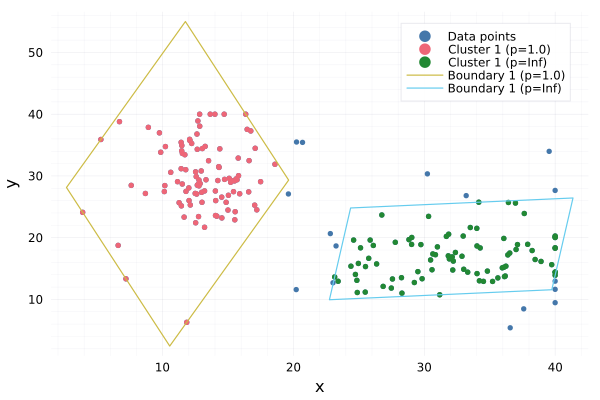 Data points
Cluster 1 (p=1.0)
Cluster 1 (p=Inf)
Boundary 1 (p=1.0)
Boundary 1 (p=Inf)
50
40
30
20
10
y
10
20
30
40
x